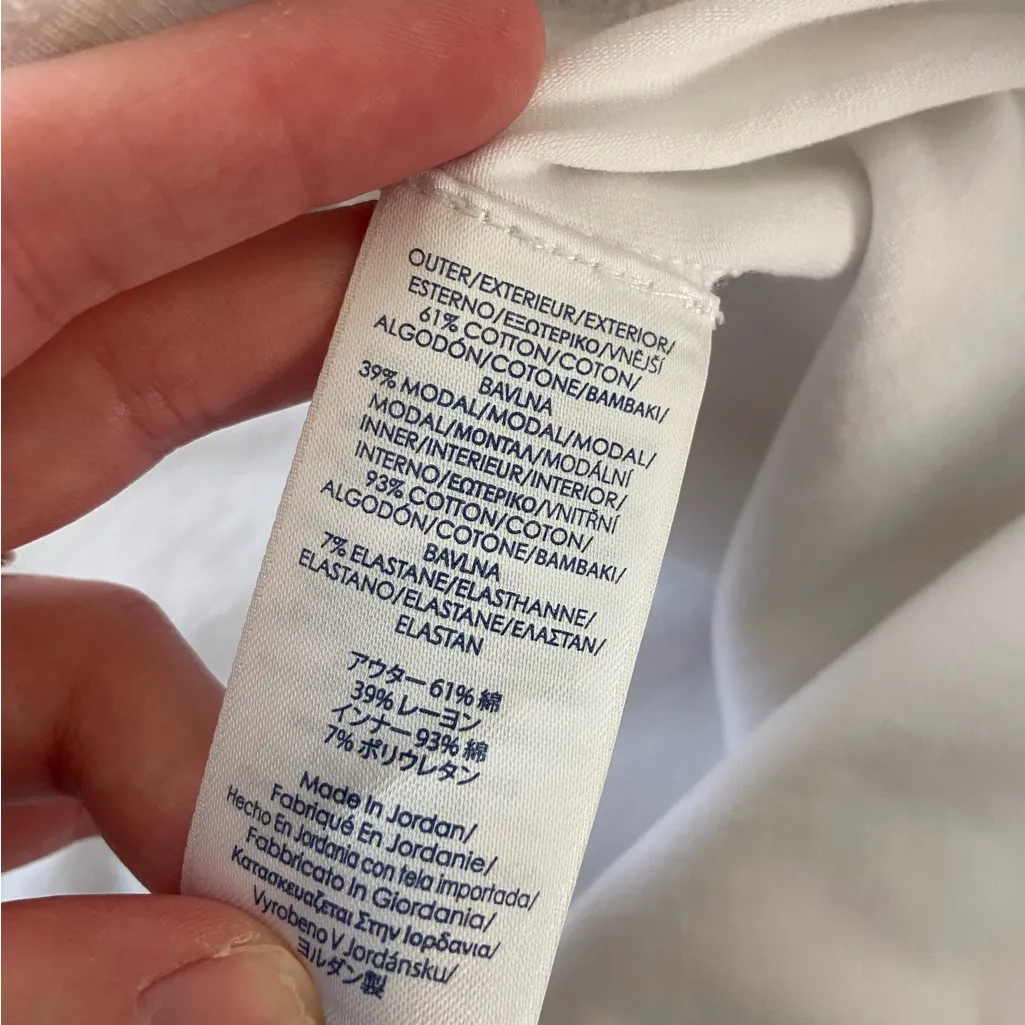 OUTER/EXTERIEUR/EXTERIOR/
ESTERNO/ΕΞΩΤΕΡΙΚΟ/VNĚJŠÍ
61% COTTON/COTON/
ALGODÓN/COTONE/BAMBAKI/
BAVLNA
39% MODAL/MODAL/MODAL/
MODAL/ΜΟΝΤΑΛ/MODÁLNÍ
INNER/INTERIEUR/INTERIOR/
INTERNO/ΕΩΤΕΡΙΚΟ/VNITŘNÍ
93% COTTON/COTON/
ALGODÓN/COTONE/BAMBAKI/
BAVLNA
7% ELASTANE/ELASTHANNE/
ELASTANO/ELASTANE/ΕΛΑΣΤΑΝ/
ELASTAN
アウター 61% 綿
39% レーヨン
インナー 93% 綿
7% ポリウレタン
Made In Jordan/
Fabriqué En Jordanie/
Hecho En Jordania con tela importada/
Fabbricato In Giordania/
Κατασκευαζεται Στην Ιορδανια/
Vyrobeno V Jordánsku/
ヨルダン製